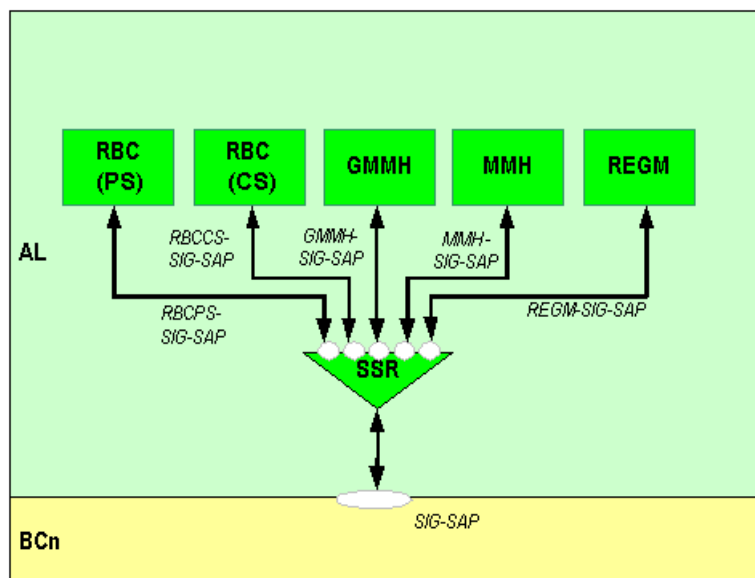 RBC
(PS)
RBC
(CS)
GMMH
MMH
REGM
RBCCS-
SIG-SAP
GMMH-
SIG-SAP
MMH-
SIG-SAP
AL
RBCPS-
SIG-SAP
REGM-SIG-SAP
SSR
SIG-SAP
BCn